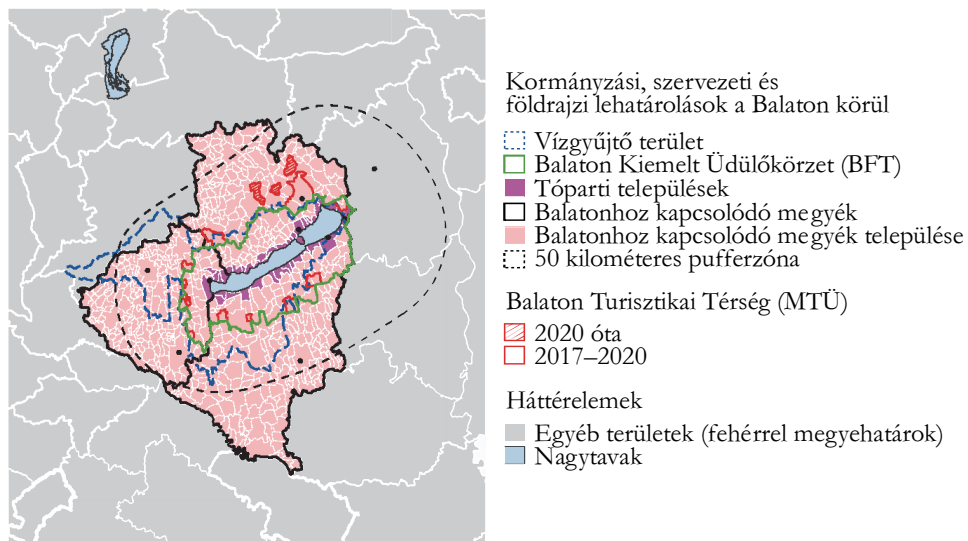 Kormányzási, szervezeti és
földrajzi lehatárolások a Balaton körül
Vízgyűjtő terület
Balaton Kiemelt Üdülőkörzet (BFT)
Tóparti települések
Balatonhoz kapcsolódó megyék
Balatonhoz kapcsolódó megyék települése
50 kilométeres pufferzóna
Balaton Turisztikai Térség (MTÜ)
2020 óta
2017–2020
Háttérelemek
Egyéb területek (fehérrel megyehatárok)
Nagytavak